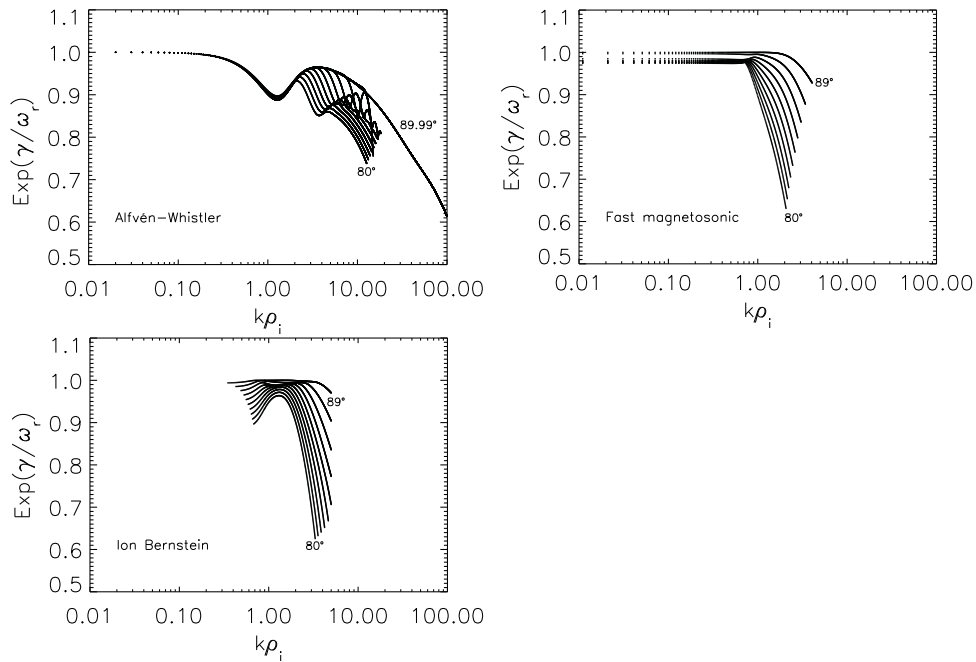 1.1
1.0
0.9
0.8
0.7
0.6
0.5
Exp(γ/ω_r)
89.99°
80°
Alfvén−Whistler
0.01 0.10 1.00 10.00 100.00
kρ_i
1.1
1.0
0.9
0.8
0.7
0.6
0.5
Exp(γ/ω_r)
89°
80°
Fast magnetosonic
0.01 0.10 1.00 10.00 100.00
kρ_i
1.1
1.0
0.9
0.8
0.7
0.6
0.5
Exp(γ/ω_r)
89°
80°
Ion Bernstein
0.01 0.10 1.00 10.00 100.00
kρ_i